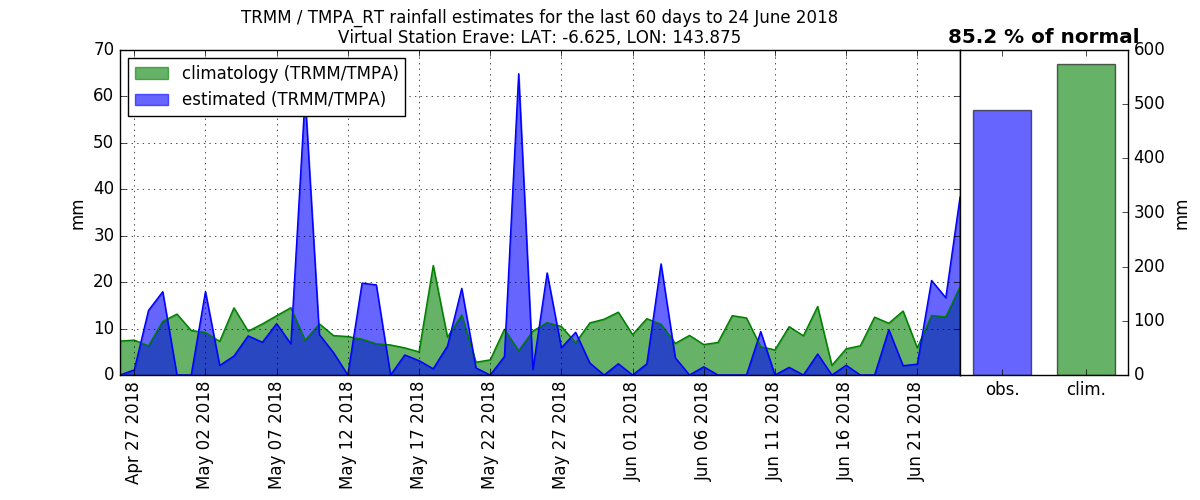 TRMM / TMPA_RT rainfall estimates for the last 60 days to 24 June 2018
Virtual Station Erave: LAT: -6.625, LON: 143.875
85.2 % of normal
climatology (TRMM/TMPA)
estimated (TRMM/TMPA)
70
60
50
40
30
20
10
0
mm
Apr 27 2018
May 02 2018
May 07 2018
May 12 2018
May 17 2018
May 22 2018
May 27 2018
Jun 01 2018
Jun 06 2018
Jun 11 2018
Jun 16 2018
Jun 21 2018
obs.
clim.
600
500
400
300
200
100
0
mm